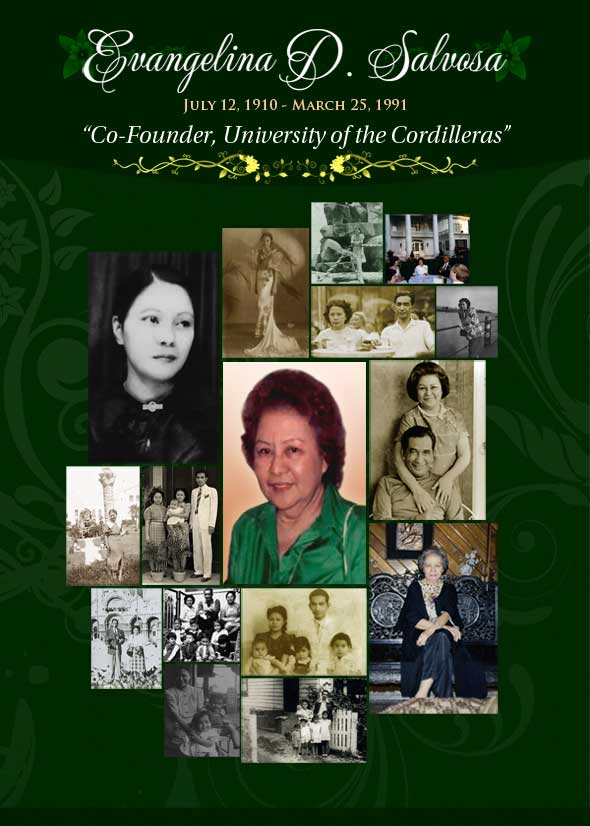 Evangelina D. Salvosa
July 12, 1910 - March 25, 1991
“Co-Founder, University of the Cordilleras”